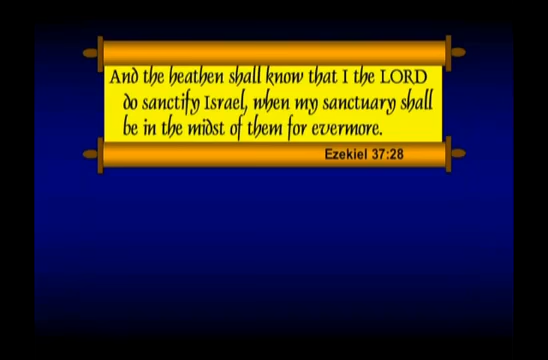 And the heathen shall know that I the LORD
do sanctify Israel, when my sanctuary shall
be in the midst of them for evermore.
Ezekiel 37:28